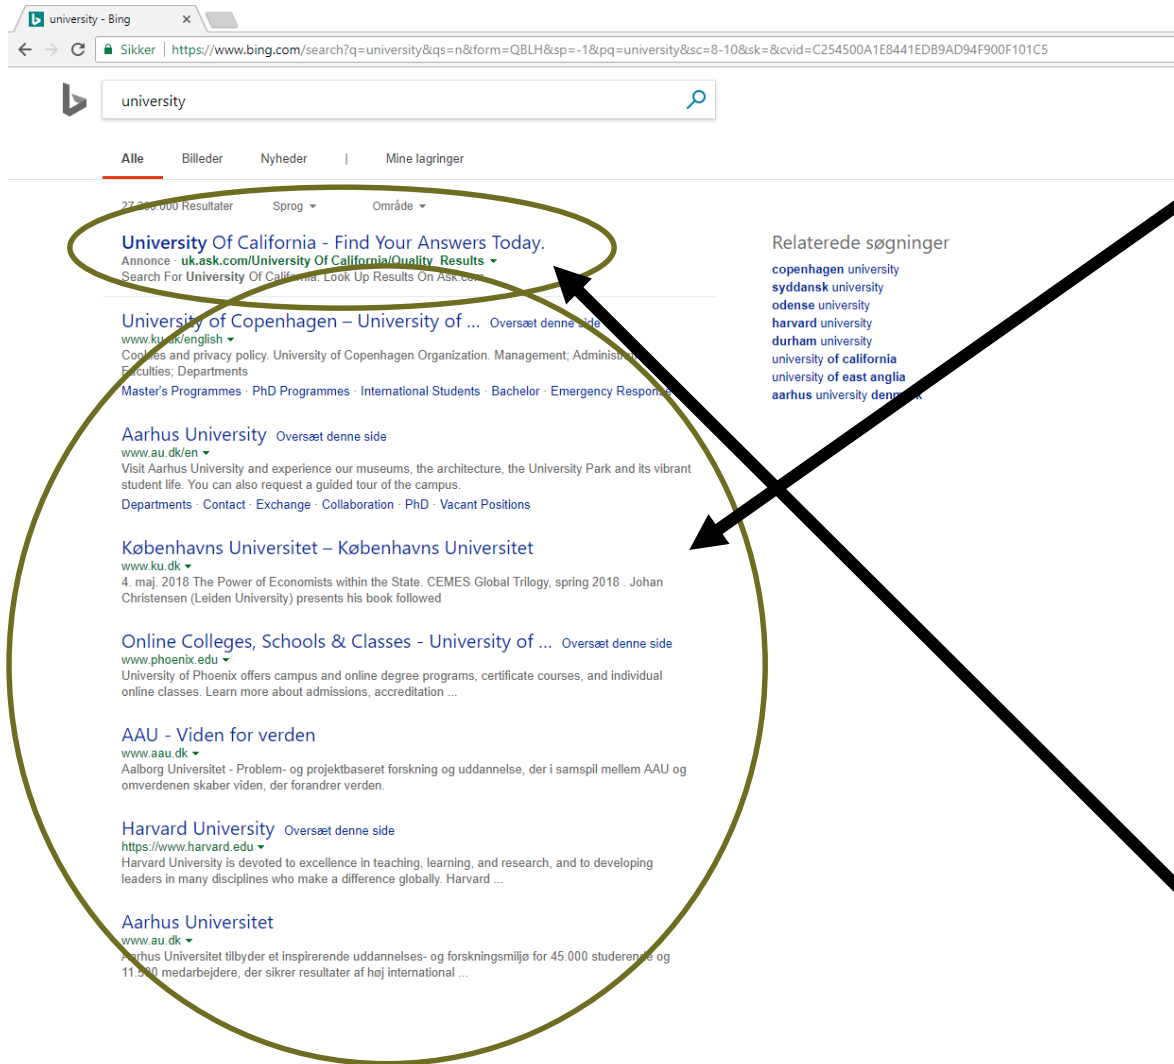 university - Bing
Sikker | https://www.bing.com/search?q=university&qs=n&form=QBLH&sp=-1&pq=university&sc=8-10&sk=&cvid=C254500A1E8441EDB9AD94F900F101C5
university
Alle Billeder Nyheder | Mine lagringer
Resultater Sprog Område
University Of California - Find Your Answers Today.
Annonce · uk.ask.com/University Of California/Quality_Results
Search For University Of California. Look Up Results On Ask.com
University of Copenhagen – University of ... Oversæt denne side
www.ku.dk/english
Cookies and privacy policy. University of Copenhagen Organization. Management; Administration;
Faculties; Departments
Master's Programmes · PhD Programmes · International Students · Bachelor · Emergency Response
Aarhus University Oversæt denne side
www.au.dk/en
Visit Aarhus University and experience our museums, the architecture, the University Park and its vibrant
student life. You can also request a guided tour of the campus.
Departments · Contact · Exchange · Collaboration · PhD · Vacant Positions
Københavns Universitet – Københavns Universitet
www.ku.dk
4. maj. 2018 The Power of Economists within the State. CEMES Global Trilogy, spring 2018 . Johan
Christensen (Leiden University) presents his book followed
Online Colleges, Schools & Classes - University of ... Oversæt denne side
www.phoenix.edu
University of Phoenix offers campus and online degree programs, certificate courses, and individual
online classes. Learn more about admissions, accreditation ...
AAU - Viden for verden
www.aau.dk
Aalborg Universitet - Problem- og projektbaseret forskning og uddannelse, der i samspil mellem AAU og
omverdenen skaber viden, der forandrer verden.
Harvard University Oversæt denne side
https://www.harvard.edu
Harvard University is devoted to excellence in teaching, learning, and research, and to developing
leaders in many disciplines who make a difference globally. Harvard ...
Aarhus Universitet
www.au.dk
Aarhus Universitet tilbyder et inspirerende uddannelses- og forskningsmiljø for 45.000 studerende og
11.500 medarbejdere, der sikrer resultater af høj international ...
Relaterede søgninger
copenhagen university
syddansk university
odense university
harvard university
durham university
university of california
university of east anglia
aarhus university denmark